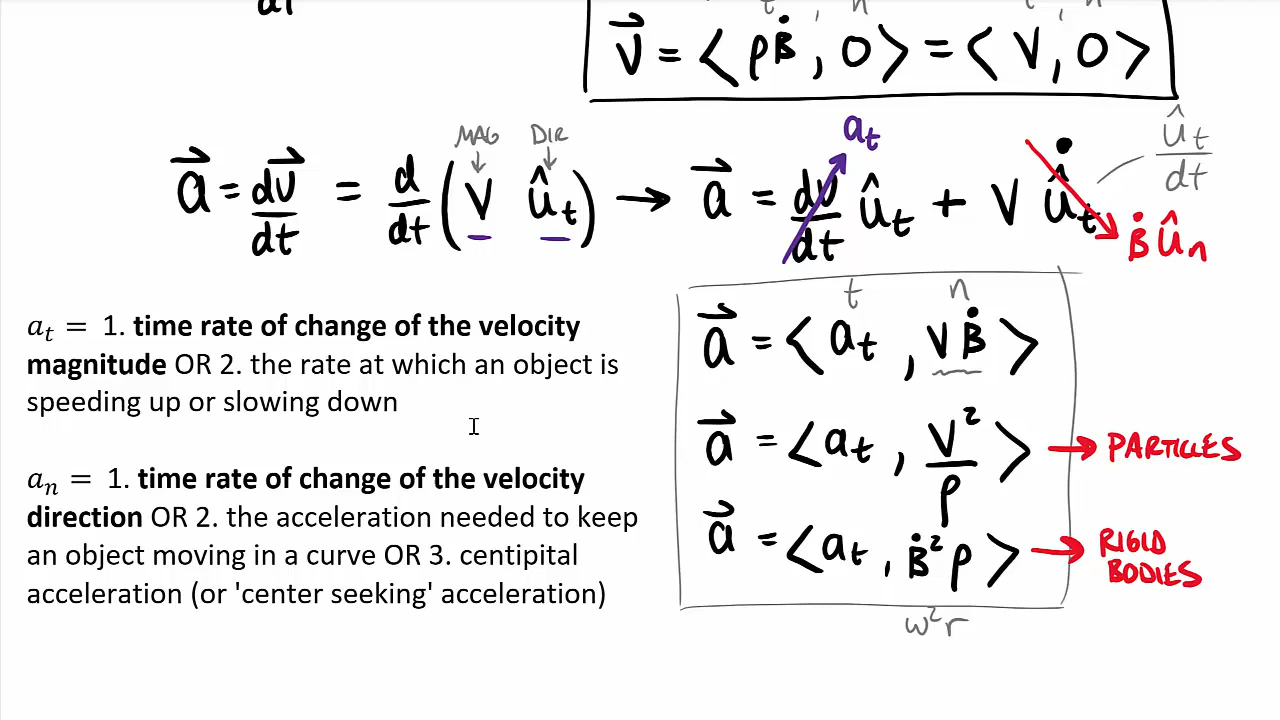 dt
t , n t , n
v⃗ = < ρβ̇ , 0 > = < V , 0 >
MAG DIR
a⃗ = dv⃗/dt = d/dt ( V û_t ) → a⃗ = dv/dt û_t + V û̇_t
a_t
û_t/dt
β̇ û_n
t n
a⃗ = < a_t , Vβ̇ >
a⃗ = < a_t , V²/ρ > → PARTICLES
a⃗ = < a_t , β̇²ρ > → RIGID
BODIES
ω²r
a_t = 1. time rate of change of the velocity
magnitude OR 2. the rate at which an object is
speeding up or slowing down
a_n = 1. time rate of change of the velocity
direction OR 2. the acceleration needed to keep
an object moving in a curve OR 3. centipital
acceleration (or 'center seeking' acceleration)